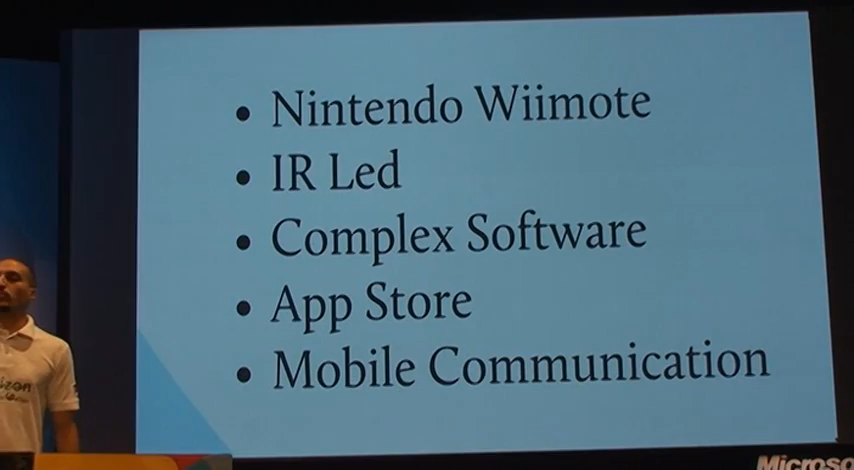 • Nintendo Wiimote
• IR Led
• Complex Software
• App Store
• Mobile Communication